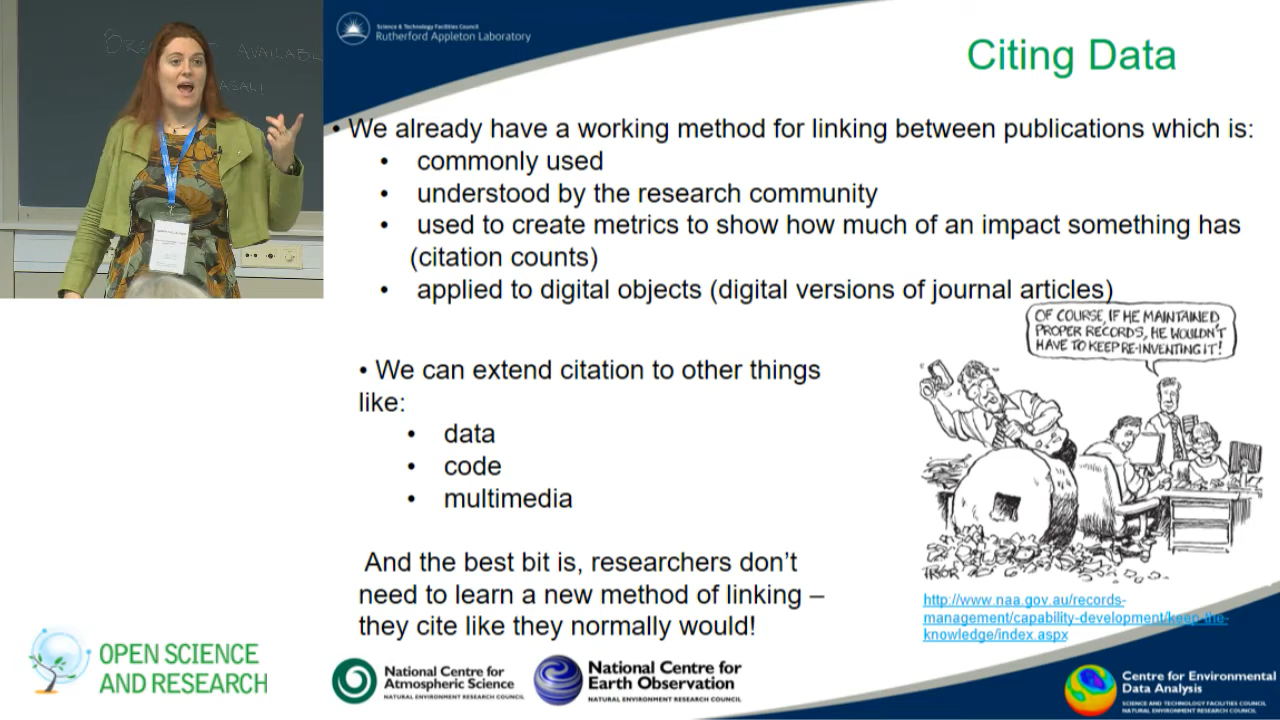 AVAILABL
Science & Technology Facilities Council
Rutherford Appleton Laboratory
Citing Data
• We already have a working method for linking between publications which is:
• commonly used
• understood by the research community
• used to create metrics to show how much of an impact something has
(citation counts)
• applied to digital objects (digital versions of journal articles)
OF COURSE, IF HE MAINTAINED
PROPER RECORDS, HE WOULDN'T
HAVE TO KEEP RE-INVENTING IT!
• We can extend citation to other things
like:
• data
• code
• multimedia
And the best bit is, researchers don't
need to learn a new method of linking –
they cite like they normally would!
http://www.naa.gov.au/records-
management/capability-development/keep-the-
knowledge/index.aspx
OPEN SCIENCE
AND RESEARCH
National Centre for
Atmospheric Science
NATURAL ENVIRONMENT RESEARCH COUNCIL
National Centre for
Earth Observation
NATURAL ENVIRONMENT RESEARCH COUNCIL
Centre for Environmental
Data Analysis
SCIENCE AND TECHNOLOGY FACILITIES COUNCIL
NATURAL ENVIRONMENT RESEARCH COUNCIL